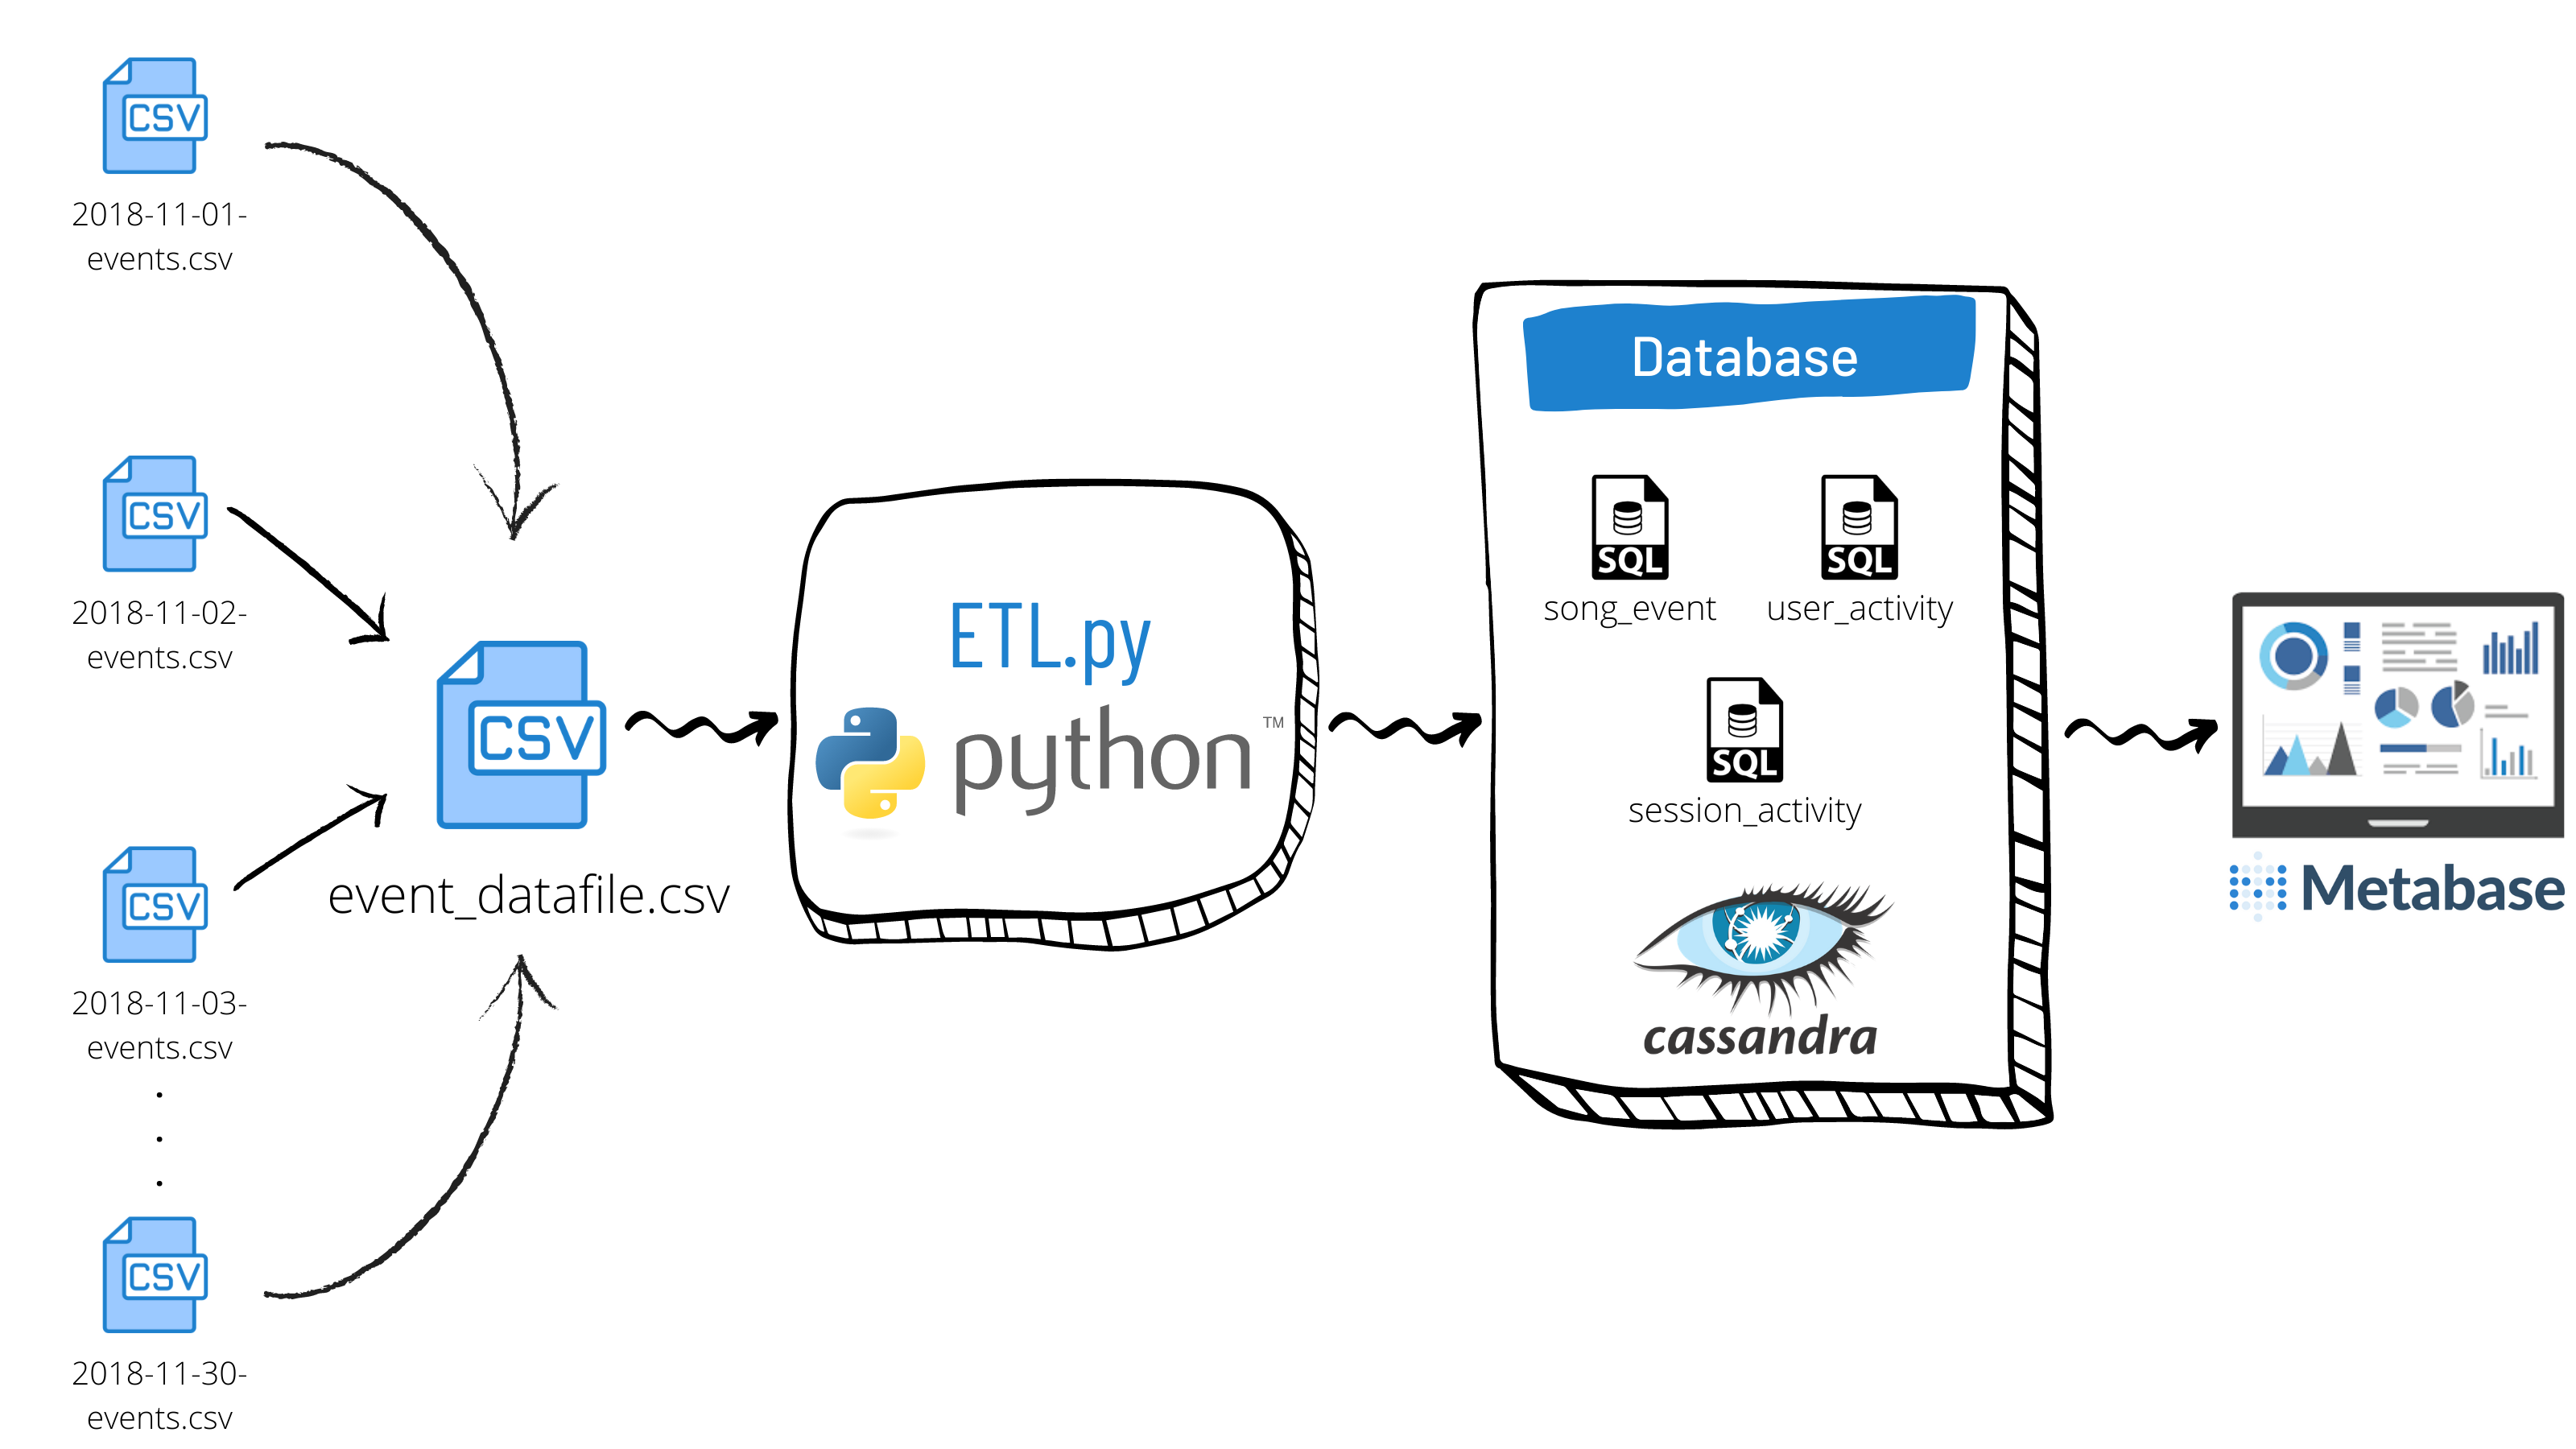 CSV
2018-11-01-
events.csv
CSV
2018-11-02-
events.csv
CSV
2018-11-03-
events.csv
.
.
.
CSV
2018-11-30-
events.csv
CSV
event_datafile.csv
ETL.py
python™
Database
SQL
song_event
SQL
user_activity
SQL
session_activity
cassandra
Metabase